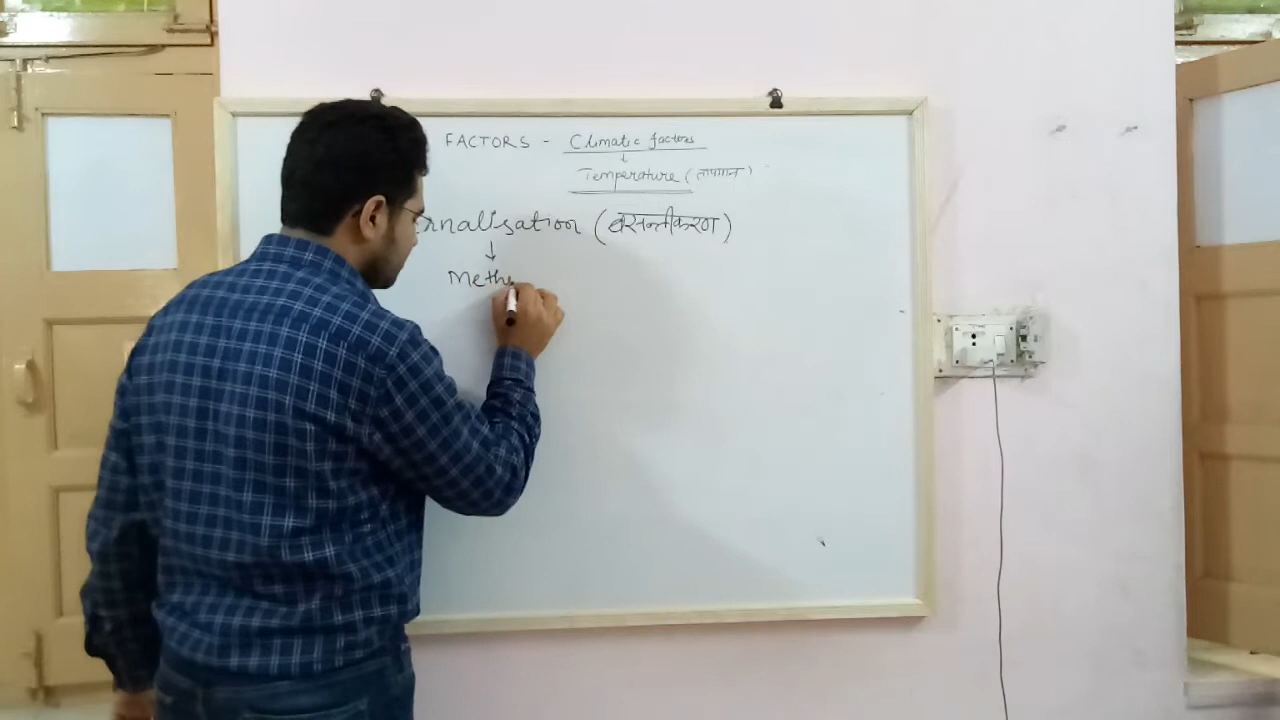 FACTORS - Climatic factors
↓
Temperature (तापमान)
rnalisation (वसन्तीकरण)
↓
Meth